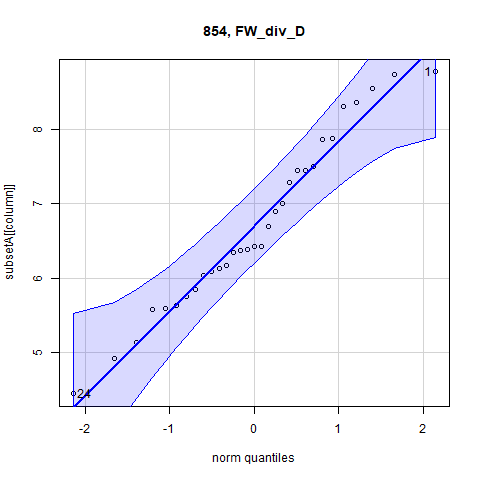 854, FW_div_D
subsetA[[column]]
8
7
6
5
1
24
-2 -1 0 1 2
norm quantiles